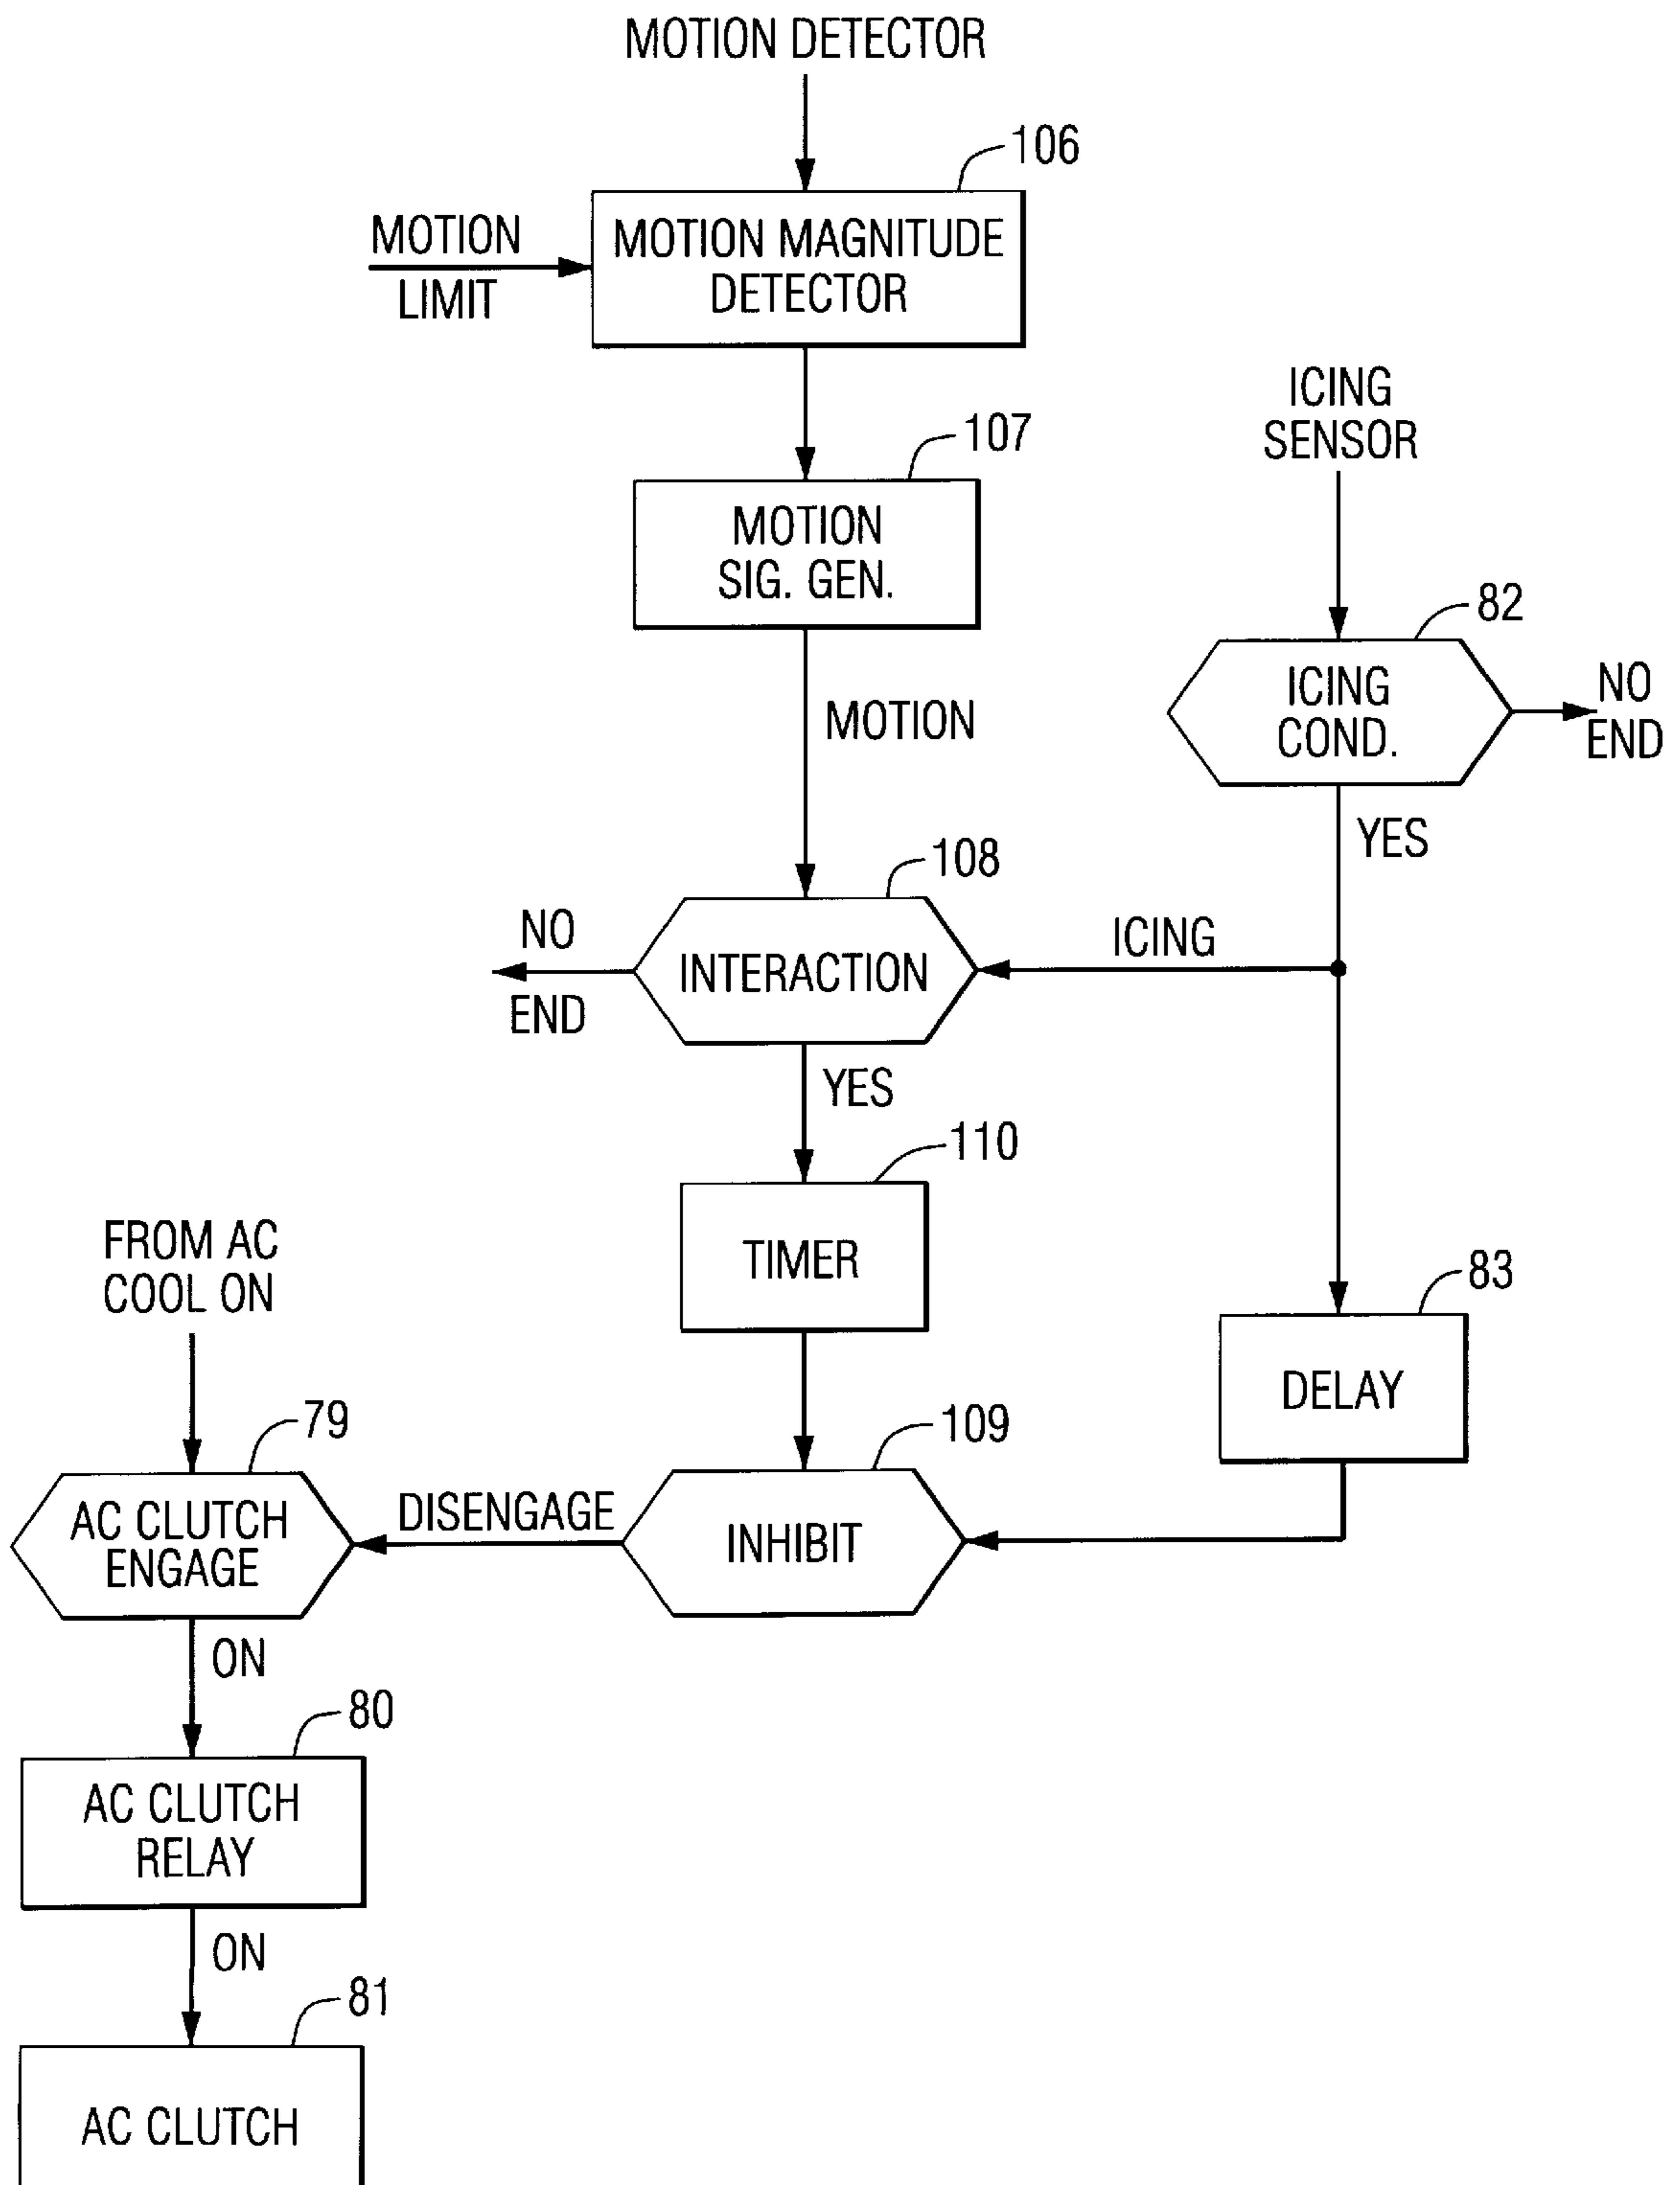 MOTION DETECTOR
106
MOTION
LIMIT
MOTION MAGNITUDE
DETECTOR
ICING
SENSOR
107
MOTION
SIG. GEN.
82
ICING
COND.
NO
END
MOTION
YES
108
NO
END
INTERACTION
ICING
YES
110
TIMER
FROM AC
COOL ON
83
DELAY
79
109
AC CLUTCH
ENGAGE
DISENGAGE
INHIBIT
ON
80
AC CLUTCH
RELAY
ON
81
AC CLUTCH